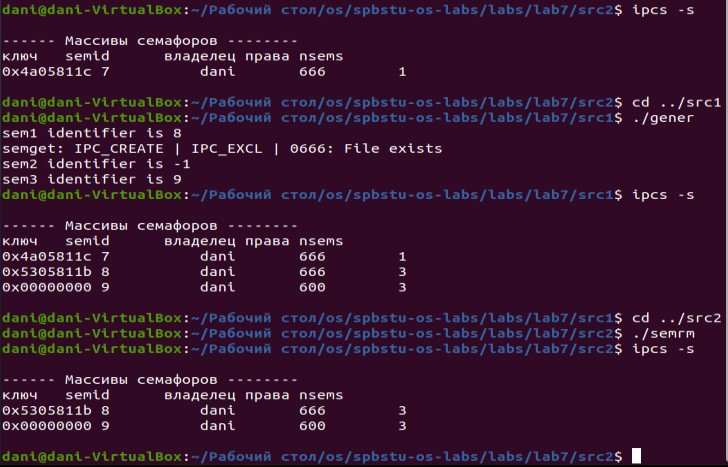 dani@dani-VirtualBox:~/Рабочий стол/os/spbstu-os-labs/labs/lab7/src2$ ipcs -s
------ Массивы семафоров --------
ключ semid владелец права nsems
0x4a05811c 7 dani 666 1
dani@dani-VirtualBox:~/Рабочий стол/os/spbstu-os-labs/labs/lab7/src2$ cd ../src1
dani@dani-VirtualBox:~/Рабочий стол/os/spbstu-os-labs/labs/lab7/src1$ ./gener
sem1 identifier is 8
semget: IPC_CREATE | IPC_EXCL | 0666: File exists
sem2 identifier is -1
sem3 identifier is 9
dani@dani-VirtualBox:~/Рабочий стол/os/spbstu-os-labs/labs/lab7/src1$ ipcs -s
------ Массивы семафоров --------
ключ semid владелец права nsems
0x4a05811c 7 dani 666 1
0x5305811b 8 dani 666 3
0x00000000 9 dani 600 3
dani@dani-VirtualBox:~/Рабочий стол/os/spbstu-os-labs/labs/lab7/src1$ cd ../src2
dani@dani-VirtualBox:~/Рабочий стол/os/spbstu-os-labs/labs/lab7/src2$ ./semrm
dani@dani-VirtualBox:~/Рабочий стол/os/spbstu-os-labs/labs/lab7/src2$ ipcs -s
------ Массивы семафоров --------
ключ semid владелец права nsems
0x5305811b 8 dani 666 3
0x00000000 9 dani 600 3
dani@dani-VirtualBox:~/Рабочий стол/os/spbstu-os-labs/labs/lab7/src2$